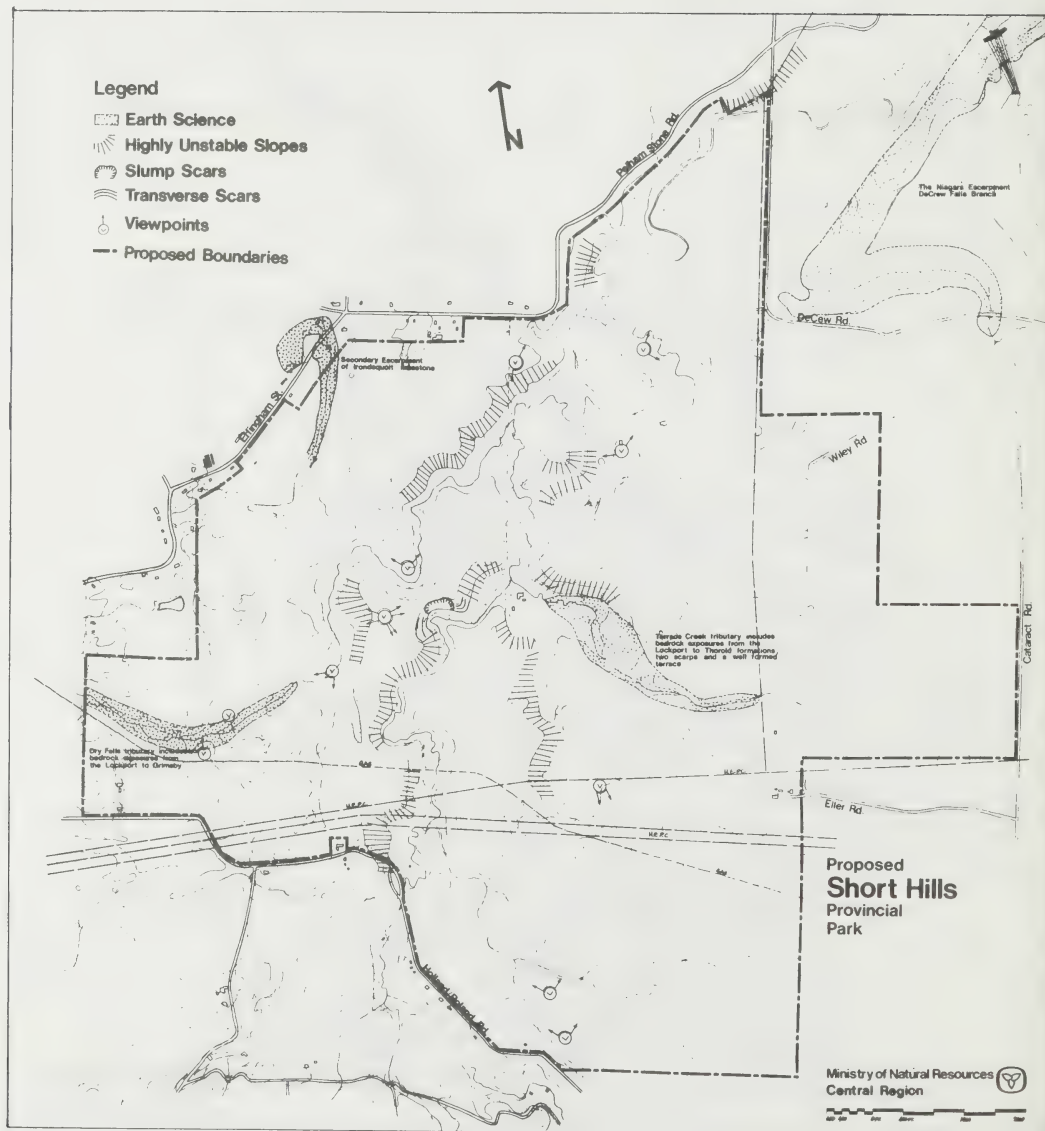 Legend
Earth Science
Highly Unstable Slopes
Slump Scars
Transverse Scars
Viewpoints
Proposed Boundaries
N
Pelham Stone Rd.
The Niagara Escarpment
DeCew Falls Branch
DeCew Rd.
Secondary Escarpment
of Irondequoit limestone
Effingham St.
Wiley Rd
Cataract Rd.
Terrace Creek tributary includes
bedrock exposures from the
Lockport to Thorold formations,
two scarps and a well formed
terrace
Dry Falls tributary includes
bedrock exposures from
the Lockport to Grimsby
GAS
H.E.P.C.
H.E.P.C.
Eller Rd.
H.E.P.C.
GAS
Holland Roland Rd.
Proposed
Short Hills
Provincial
Park
Ministry of Natural Resources
Central Region